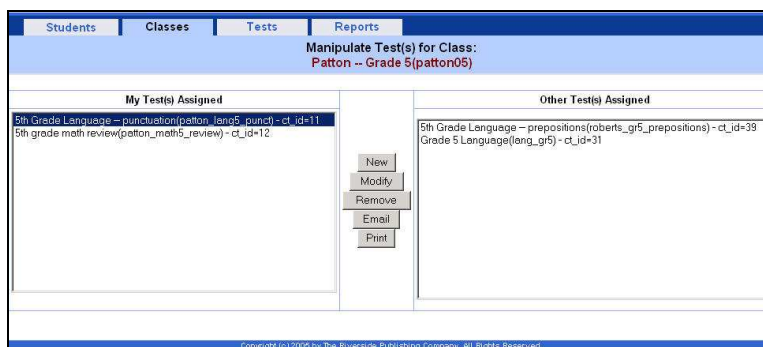 Students Classes Tests Reports
Manipulate Test(s) for Class:
Patton -- Grade 5(patton05)
My Test(s) Assigned
5th Grade Language – punctuation(patton_lang5_punct) - ct_id=11
5th grade math review(patton_math5_review) - ct_id=12
New
Modify
Remove
Email
Print
Other Test(s) Assigned
5th Grade Language – prepositions(roberts_gr5_prepositions) - ct_id=39
Grade 5 Language(lang_gr5) - ct_id=31
Copyright (c) 2005 by The Riverside Publishing Company. All Rights Reserved.